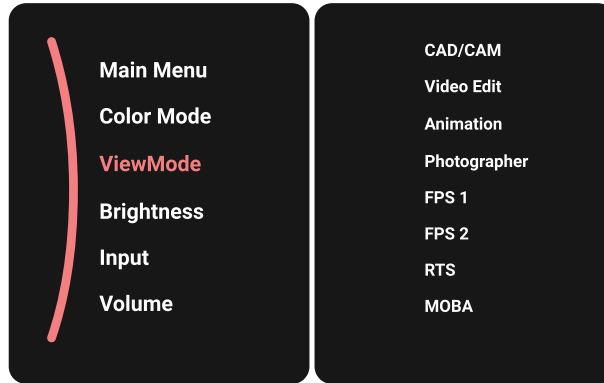 Main Menu
Color Mode
ViewMode
Brightness
Input
Volume
CAD/CAM
Video Edit
Animation
Photographer
FPS 1
FPS 2
RTS
MOBA